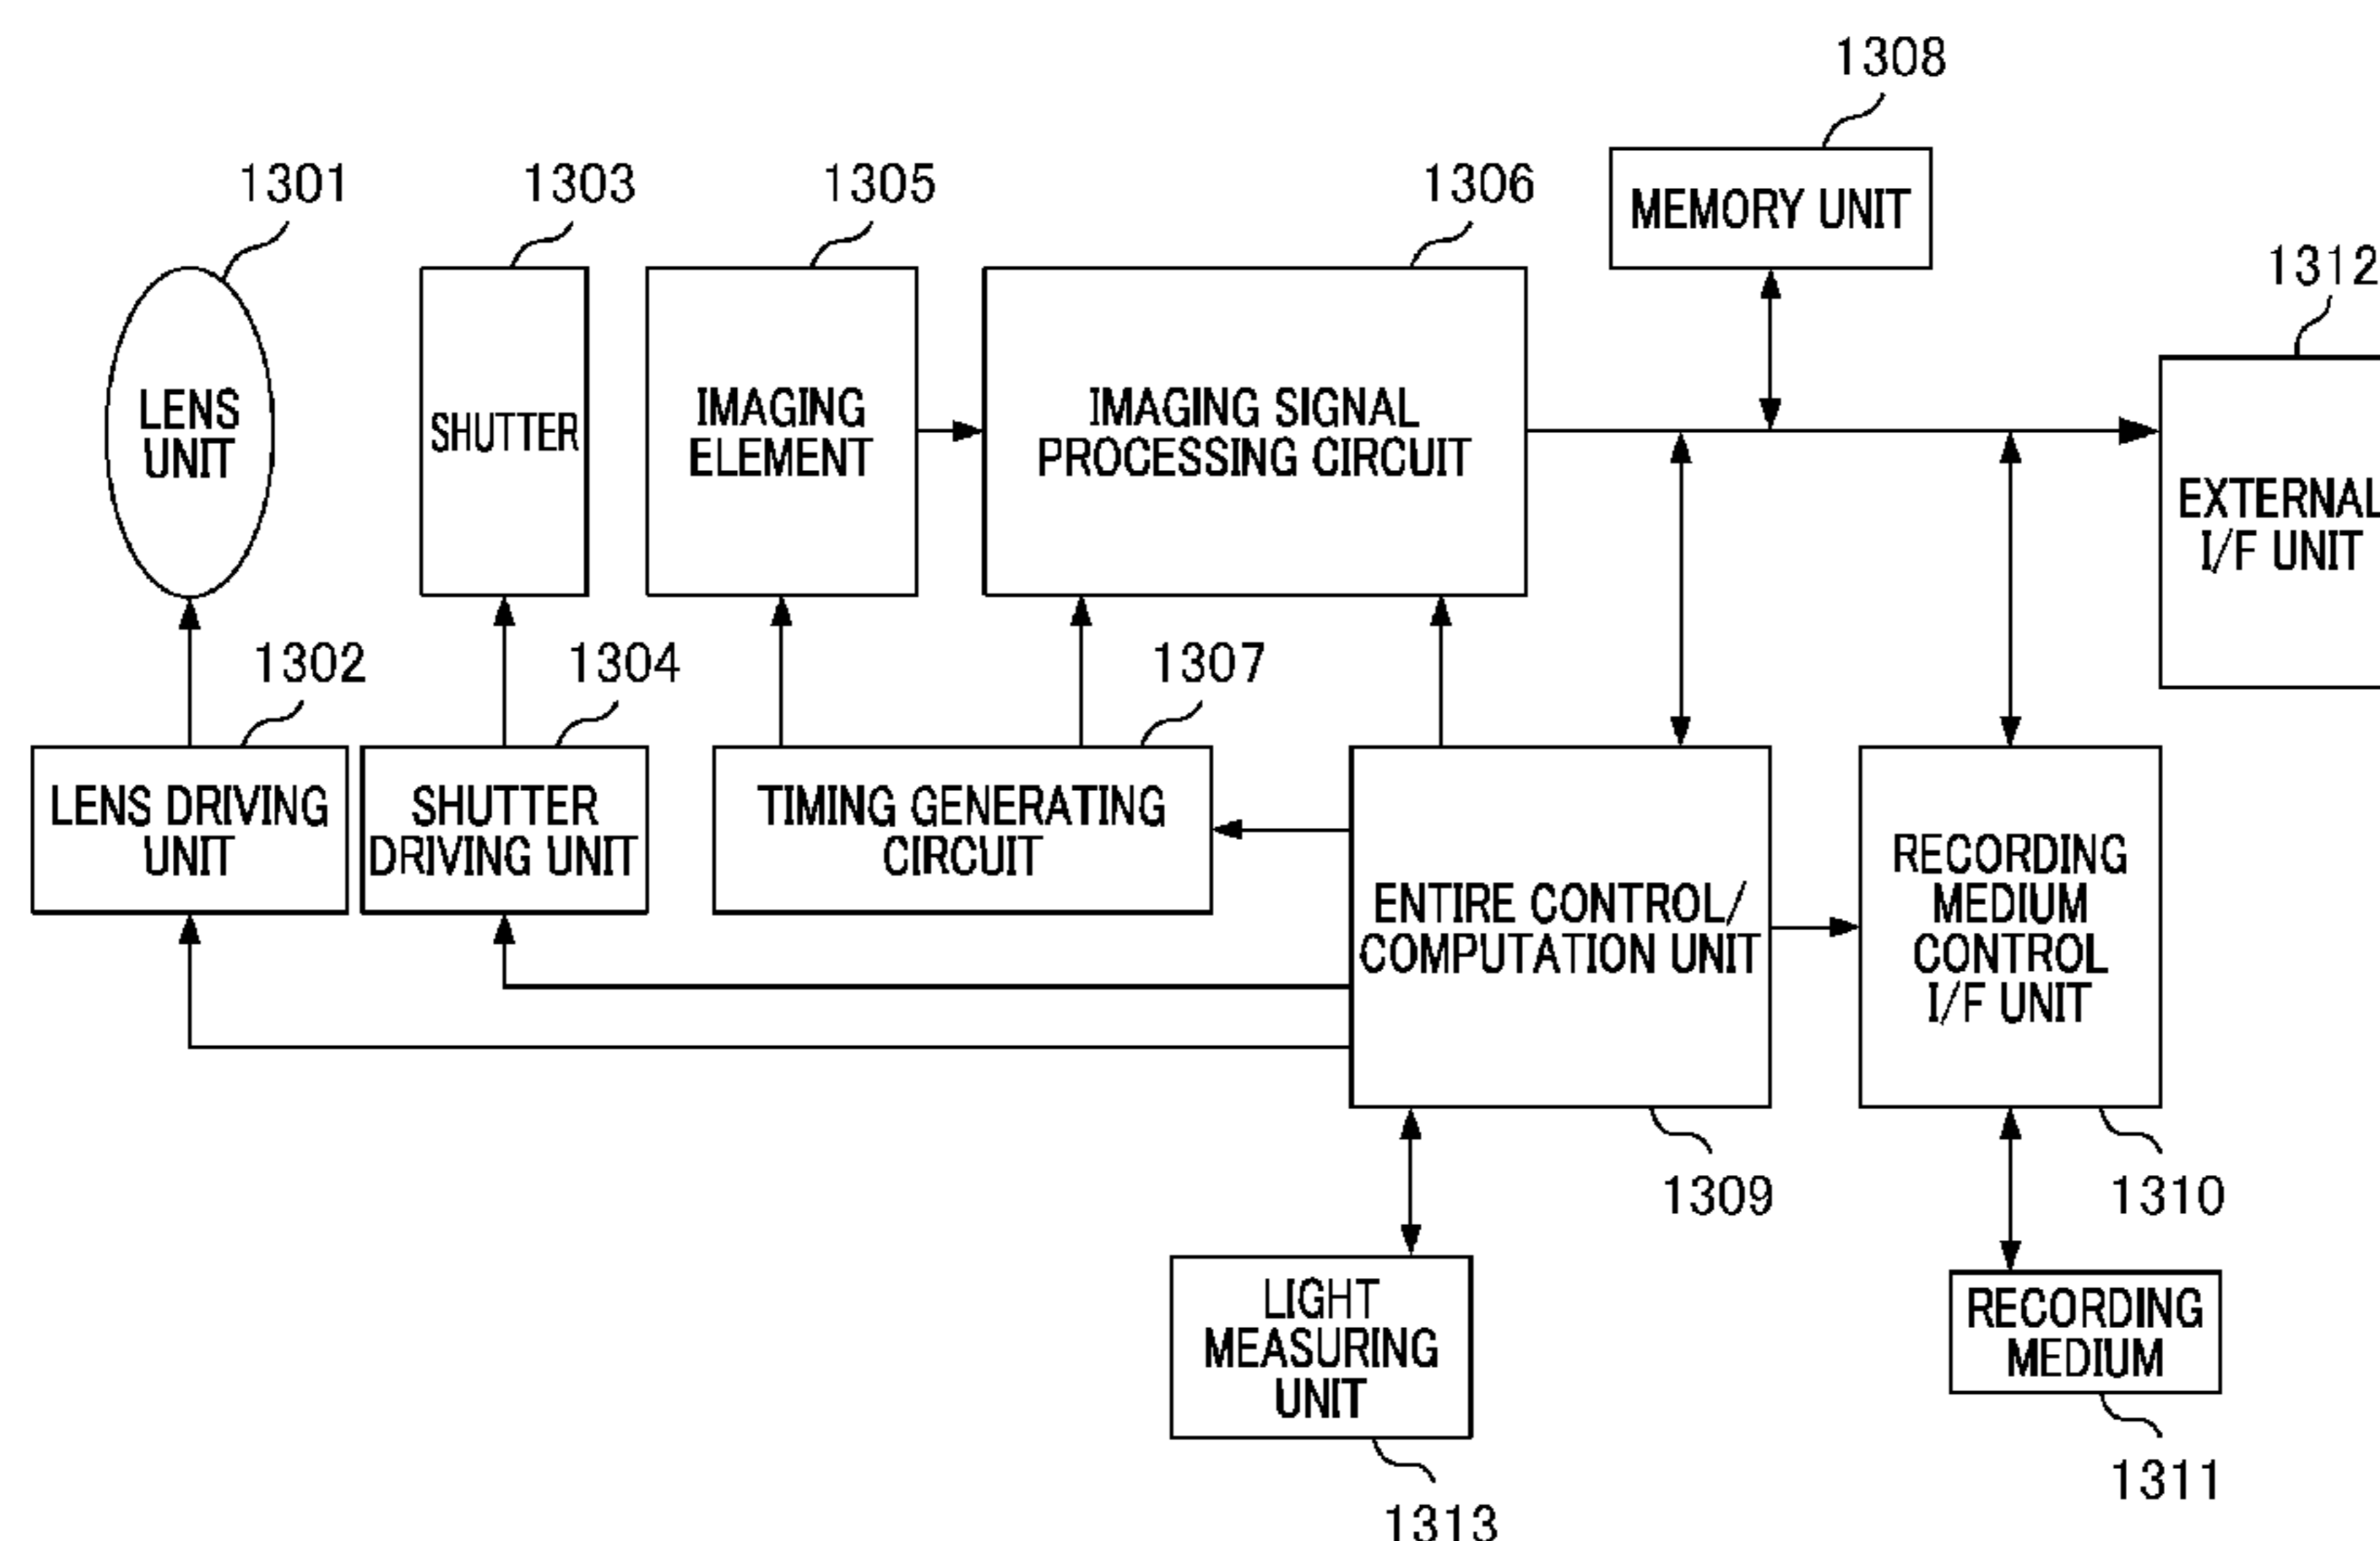 1308
1301
1303
1305
1306
MEMORY UNIT
1312
LENS
UNIT
SHUTTER
IMAGING
ELEMENT
IMAGING SIGNAL
PROCESSING CIRCUIT
EXTERNAL
I/F UNIT
1302
1304
1307
LENS DRIVING
UNIT
SHUTTER
DRIVING UNIT
TIMING GENERATING
CIRCUIT
ENTIRE CONTROL/
COMPUTATION UNIT
RECORDING
MEDIUM
CONTROL
I/F UNIT
1309
1310
LIGHT
MEASURING
UNIT
RECORDING
MEDIUM
1311
1313